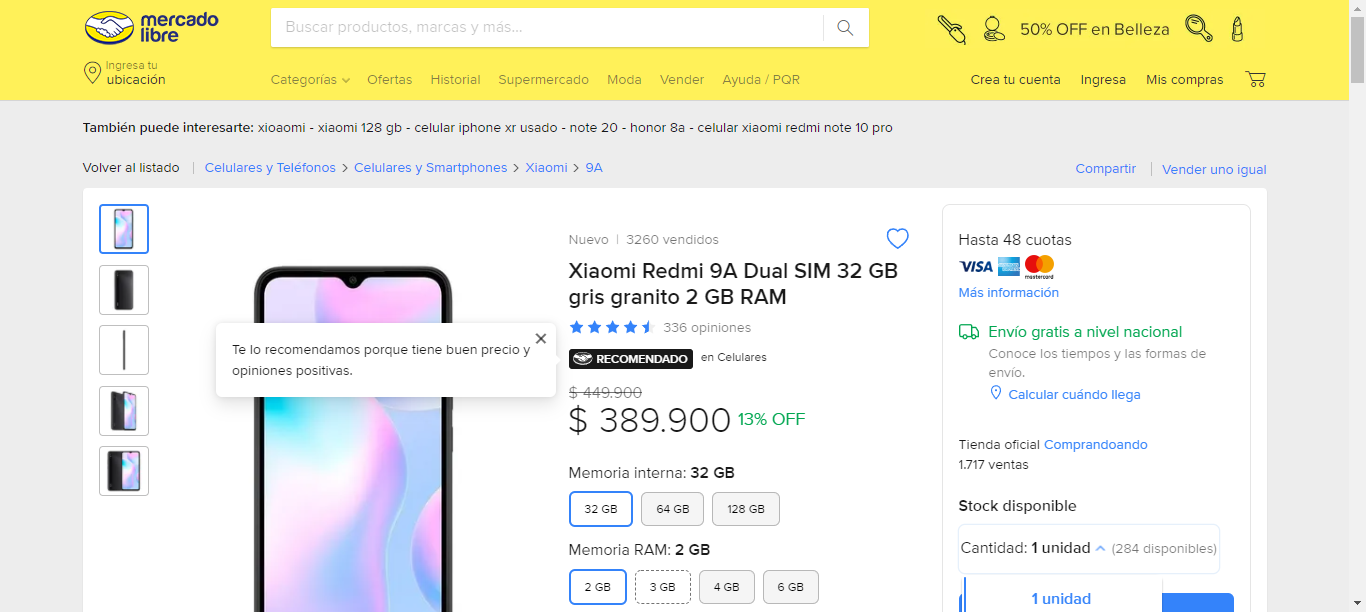 mercado
libre
Buscar productos, marcas y más...
50% OFF en Belleza
Ingresa tu
ubicación
Categorías
Ofertas
Historial
Supermercado
Moda
Vender
Ayuda / PQR
Crea tu cuenta
Ingresa
Mis compras
También puede interesarte: xioaomi - xiaomi 128 gb - celular iphone xr usado - note 20 - honor 8a - celular xiaomi redmi note 10 pro
Volver al listado
Celulares y Teléfonos > Celulares y Smartphones > Xiaomi > 9A
Compartir
Vender uno igual
Te lo recomendamos porque tiene buen precio y
opiniones positivas.
Nuevo | 3260 vendidos
Xiaomi Redmi 9A Dual SIM 32 GB
gris granito 2 GB RAM
336 opiniones
RECOMENDADO en Celulares
$ 449.900
$ 389.900 13% OFF
Memoria interna: 32 GB
32 GB
64 GB
128 GB
Memoria RAM: 2 GB
2 GB
3 GB
4 GB
6 GB
Hasta 48 cuotas
VISA
mastercard
Más información
Envío gratis a nivel nacional
Conoce los tiempos y las formas de
envío.
Calcular cuándo llega
Tienda oficial Comprandoando
1.717 ventas
Stock disponible
Cantidad: 1 unidad (284 disponibles)
1 unidad